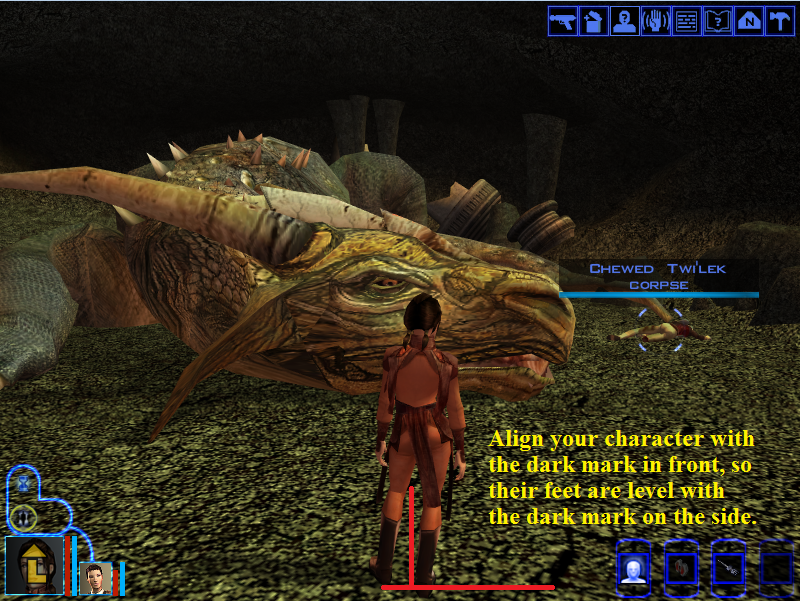 N
Chewed Twi'lek
corpse
Align your character with
the dark mark in front, so
their feet are level with
the dark mark on the side.
L